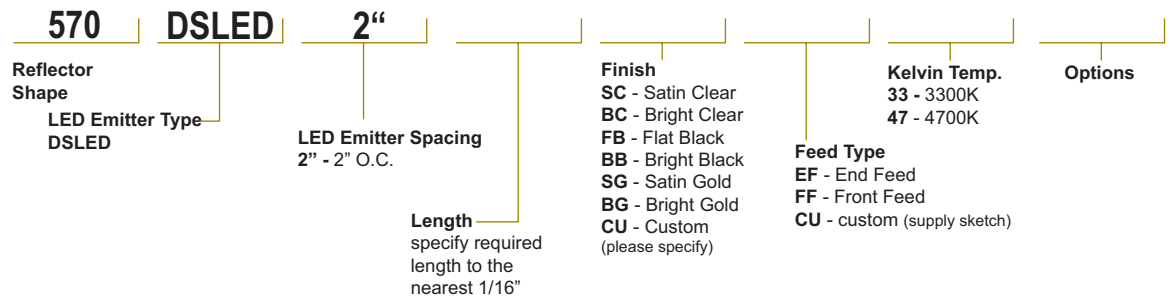 570 DSLED 2“
Reflector
Shape
LED Emitter Type
DSLED
LED Emitter Spacing
2” - 2” O.C.
Length
specify required
length to the
nearest 1/16”
Finish
SC - Satin Clear
BC - Bright Clear
FB - Flat Black
BB - Bright Black
SG - Satin Gold
BG - Bright Gold
CU - Custom
(please specify)
Feed Type
EF - End Feed
FF - Front Feed
CU - custom (supply sketch)
Kelvin Temp.
33 - 3300K
47 - 4700K
Options